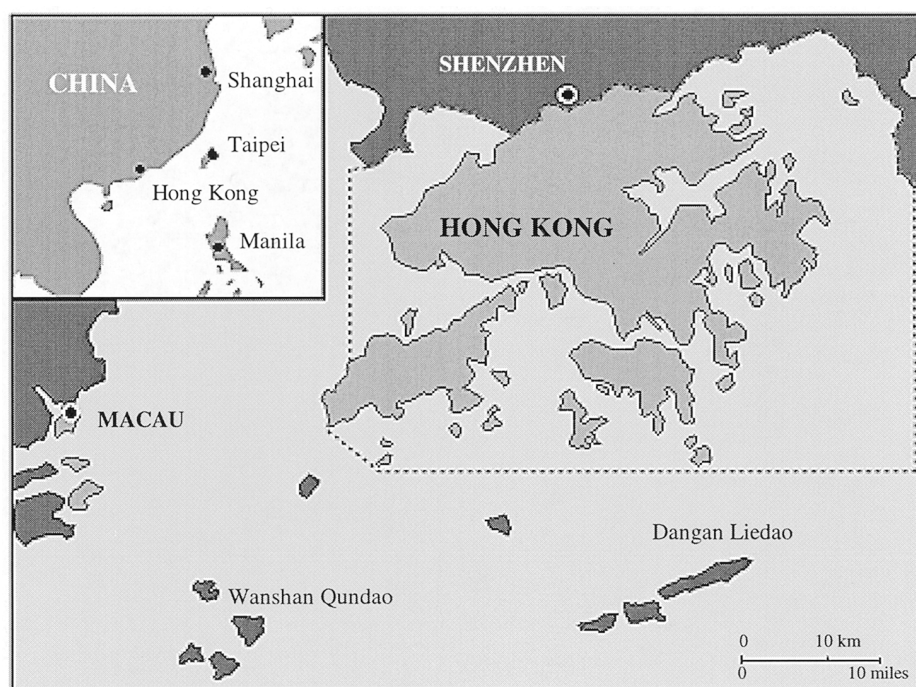 SHENZHEN
CHINA
Shanghai
Taipei
Hong Kong
HONG KONG
Manila
MACAU
Dangan Liedao
Wanshan Qundao
0 10 km
0 10 miles